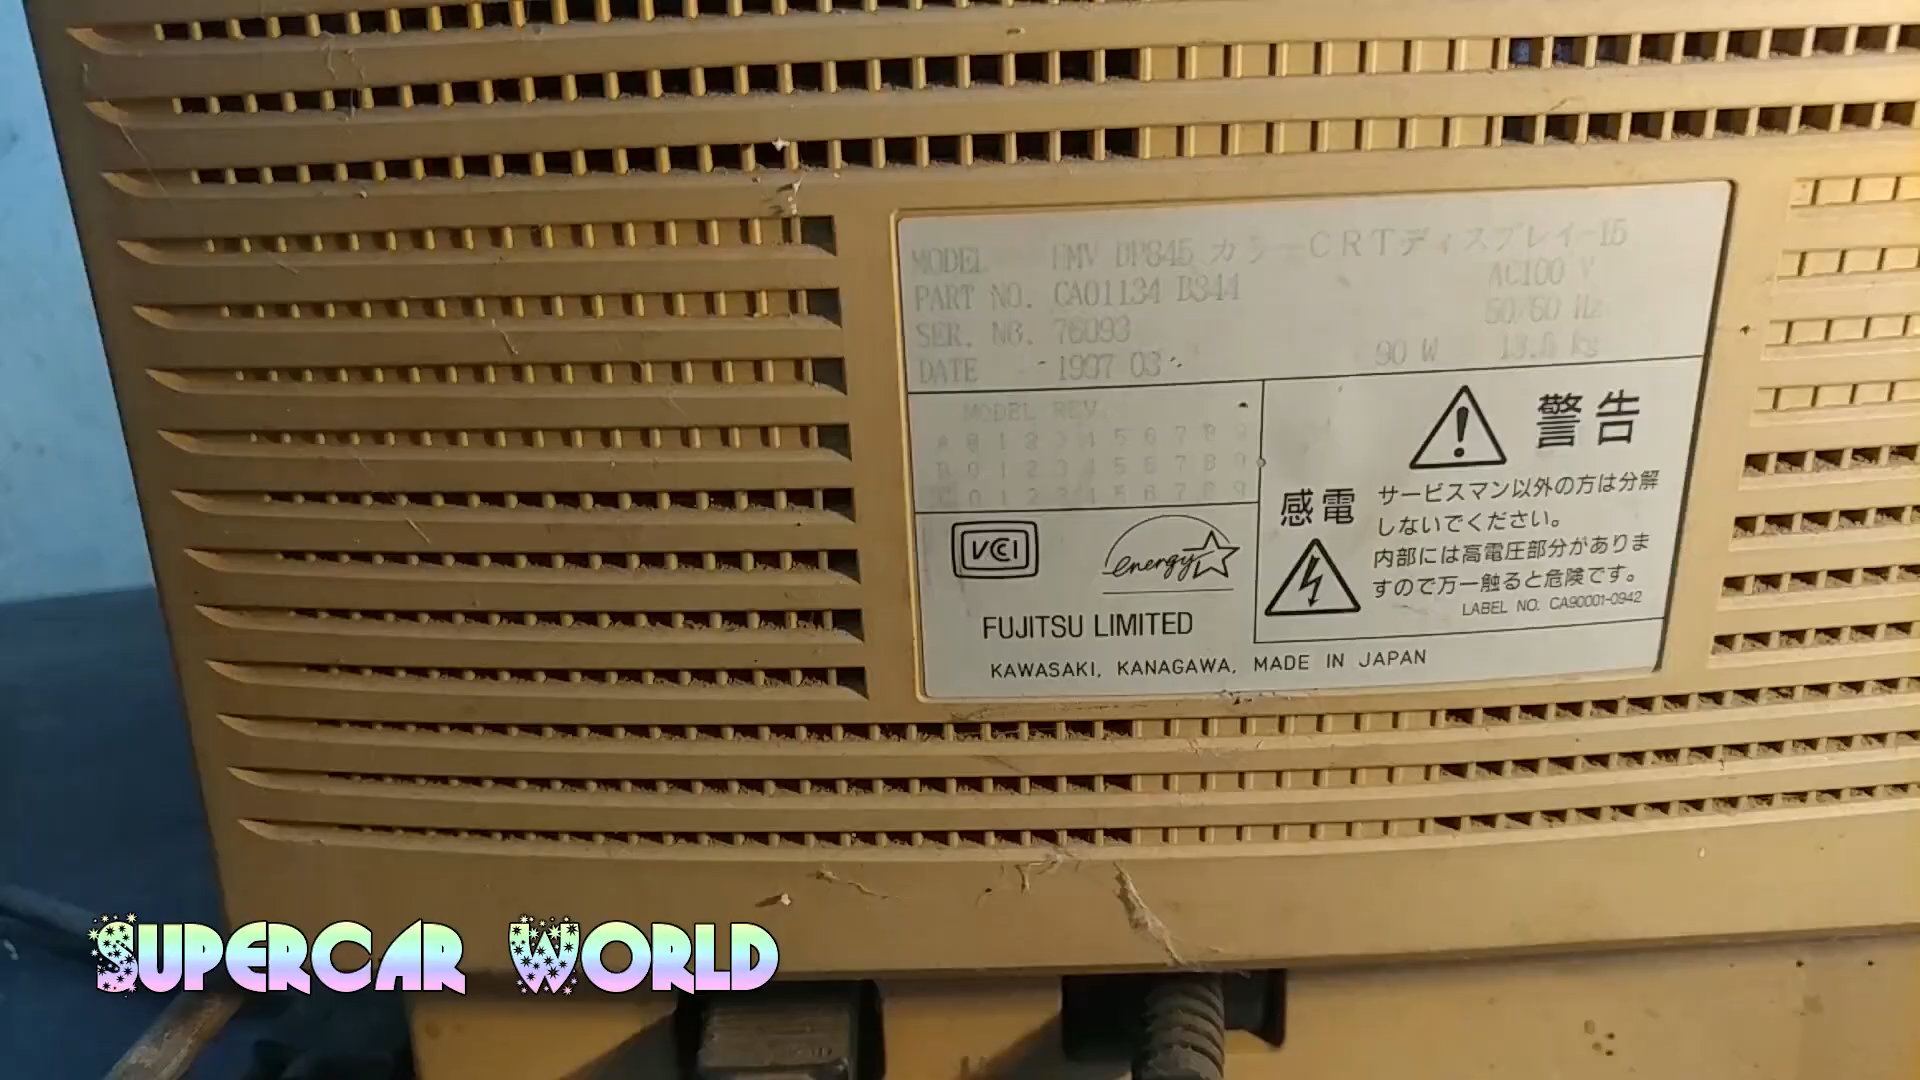 MODEL FMV DP845 カラーCRTディスプレイ-15
PART NO. CA01134 B344
AC100 V
SER. NO. 76093
50/60 Hz
DATE 1997 03
90 W 13.5 kg
MODEL REV.
A 0 1 2 3 4 5 6 7 8 9
B 0 1 2 3 4 5 6 7 8 9
C 0 1 2 3 4 5 6 7 8 9
警告
感電
サービスマン以外の方は分解
しないでください。
内部には高電圧部分がありま
すので万一触ると危険です。
LABEL NO. CA90001-0942
VCCI
energy
FUJITSU LIMITED
KAWASAKI, KANAGAWA, MADE IN JAPAN
SUPERCAR WORLD